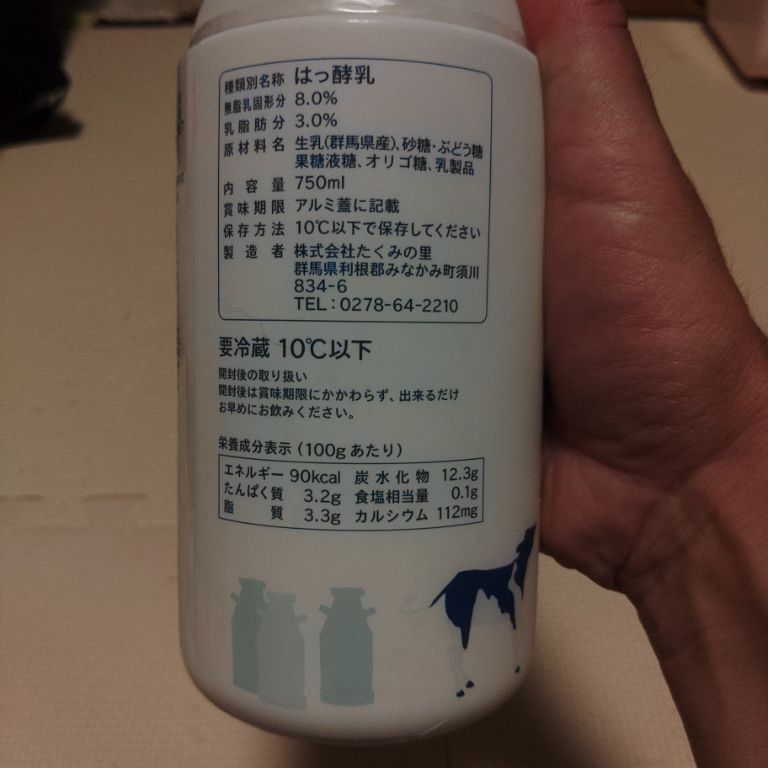 種類別名称 はっ酵乳
無脂乳固形分 8.0%
乳脂肪分 3.0%
原材料名 生乳(群馬県産)、砂糖・ぶどう糖
果糖液糖、オリゴ糖、乳製品
内容量 750ml
賞味期限 アルミ蓋に記載
保存方法 10℃以下で保存してください
製造者 株式会社たくみの里
群馬県利根郡みなかみ町須川
834-6
TEL:0278-64-2210
要冷蔵 10℃以下
開封後の取り扱い
開封後は賞味期限にかかわらず、出来るだけ
お早めにお飲みください。
栄養成分表示(100gあたり)
エネルギー 90kcal 炭水化物 12.3g
たんぱく質 3.2g 食塩相当量 0.1g
脂質 3.3g カルシウム 112mg